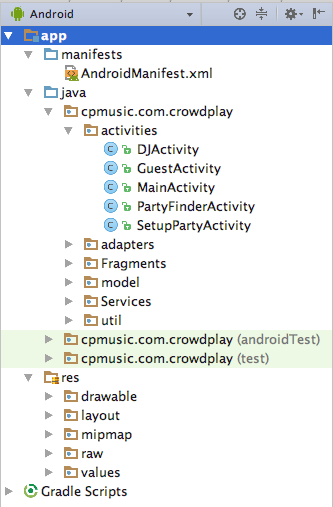 Android
app
manifests
AndroidManifest.xml
java
cpmusic.com.crowdplay
activities
C DJActivity
C GuestActivity
C MainActivity
C PartyFinderActivity
C SetupPartyActivity
adapters
Fragments
model
Services
util
cpmusic.com.crowdplay (androidTest)
cpmusic.com.crowdplay (test)
res
drawable
layout
mipmap
raw
values
Gradle Scripts